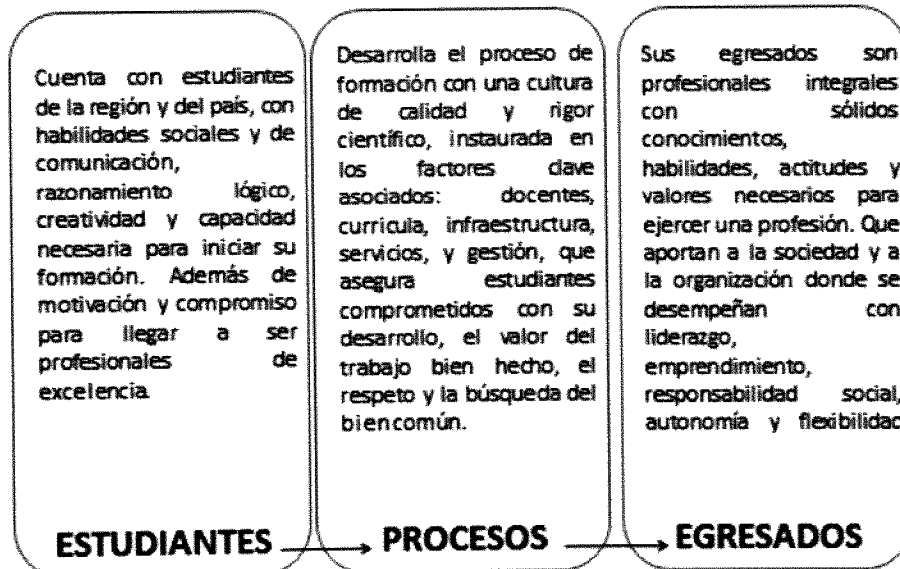 Cuenta con estudiantes
de la región y del país, con
habilidades sociales y de
comunicación,
razonamiento lógico,
creatividad y capacidad
necesaria para iniciar su
formación. Además de
motivación y compromiso
para llegar a ser
profesionales de
excelencia
ESTUDIANTES
Desarrolla el proceso de
formación con una cultura
de calidad y rigor
científico, instaurada en
los factores clave
asociados: docentes,
curricula, infraestructura,
servicios, y gestión, que
asegura estudiantes
comprometidos con su
desarrollo, el valor del
trabajo bien hecho, el
respeto y la búsqueda del
bien común.
PROCESOS
Sus egresados son
profesionales integrales
con sólidos
conocimientos,
habilidades, actitudes y
valores necesarios para
ejercer una profesión. Que
aportan a la sociedad y a
la organización donde se
desempeñan con
liderazgo,
emprendimiento,
responsabilidad social,
autonomía y flexibilidad
EGRESADOS